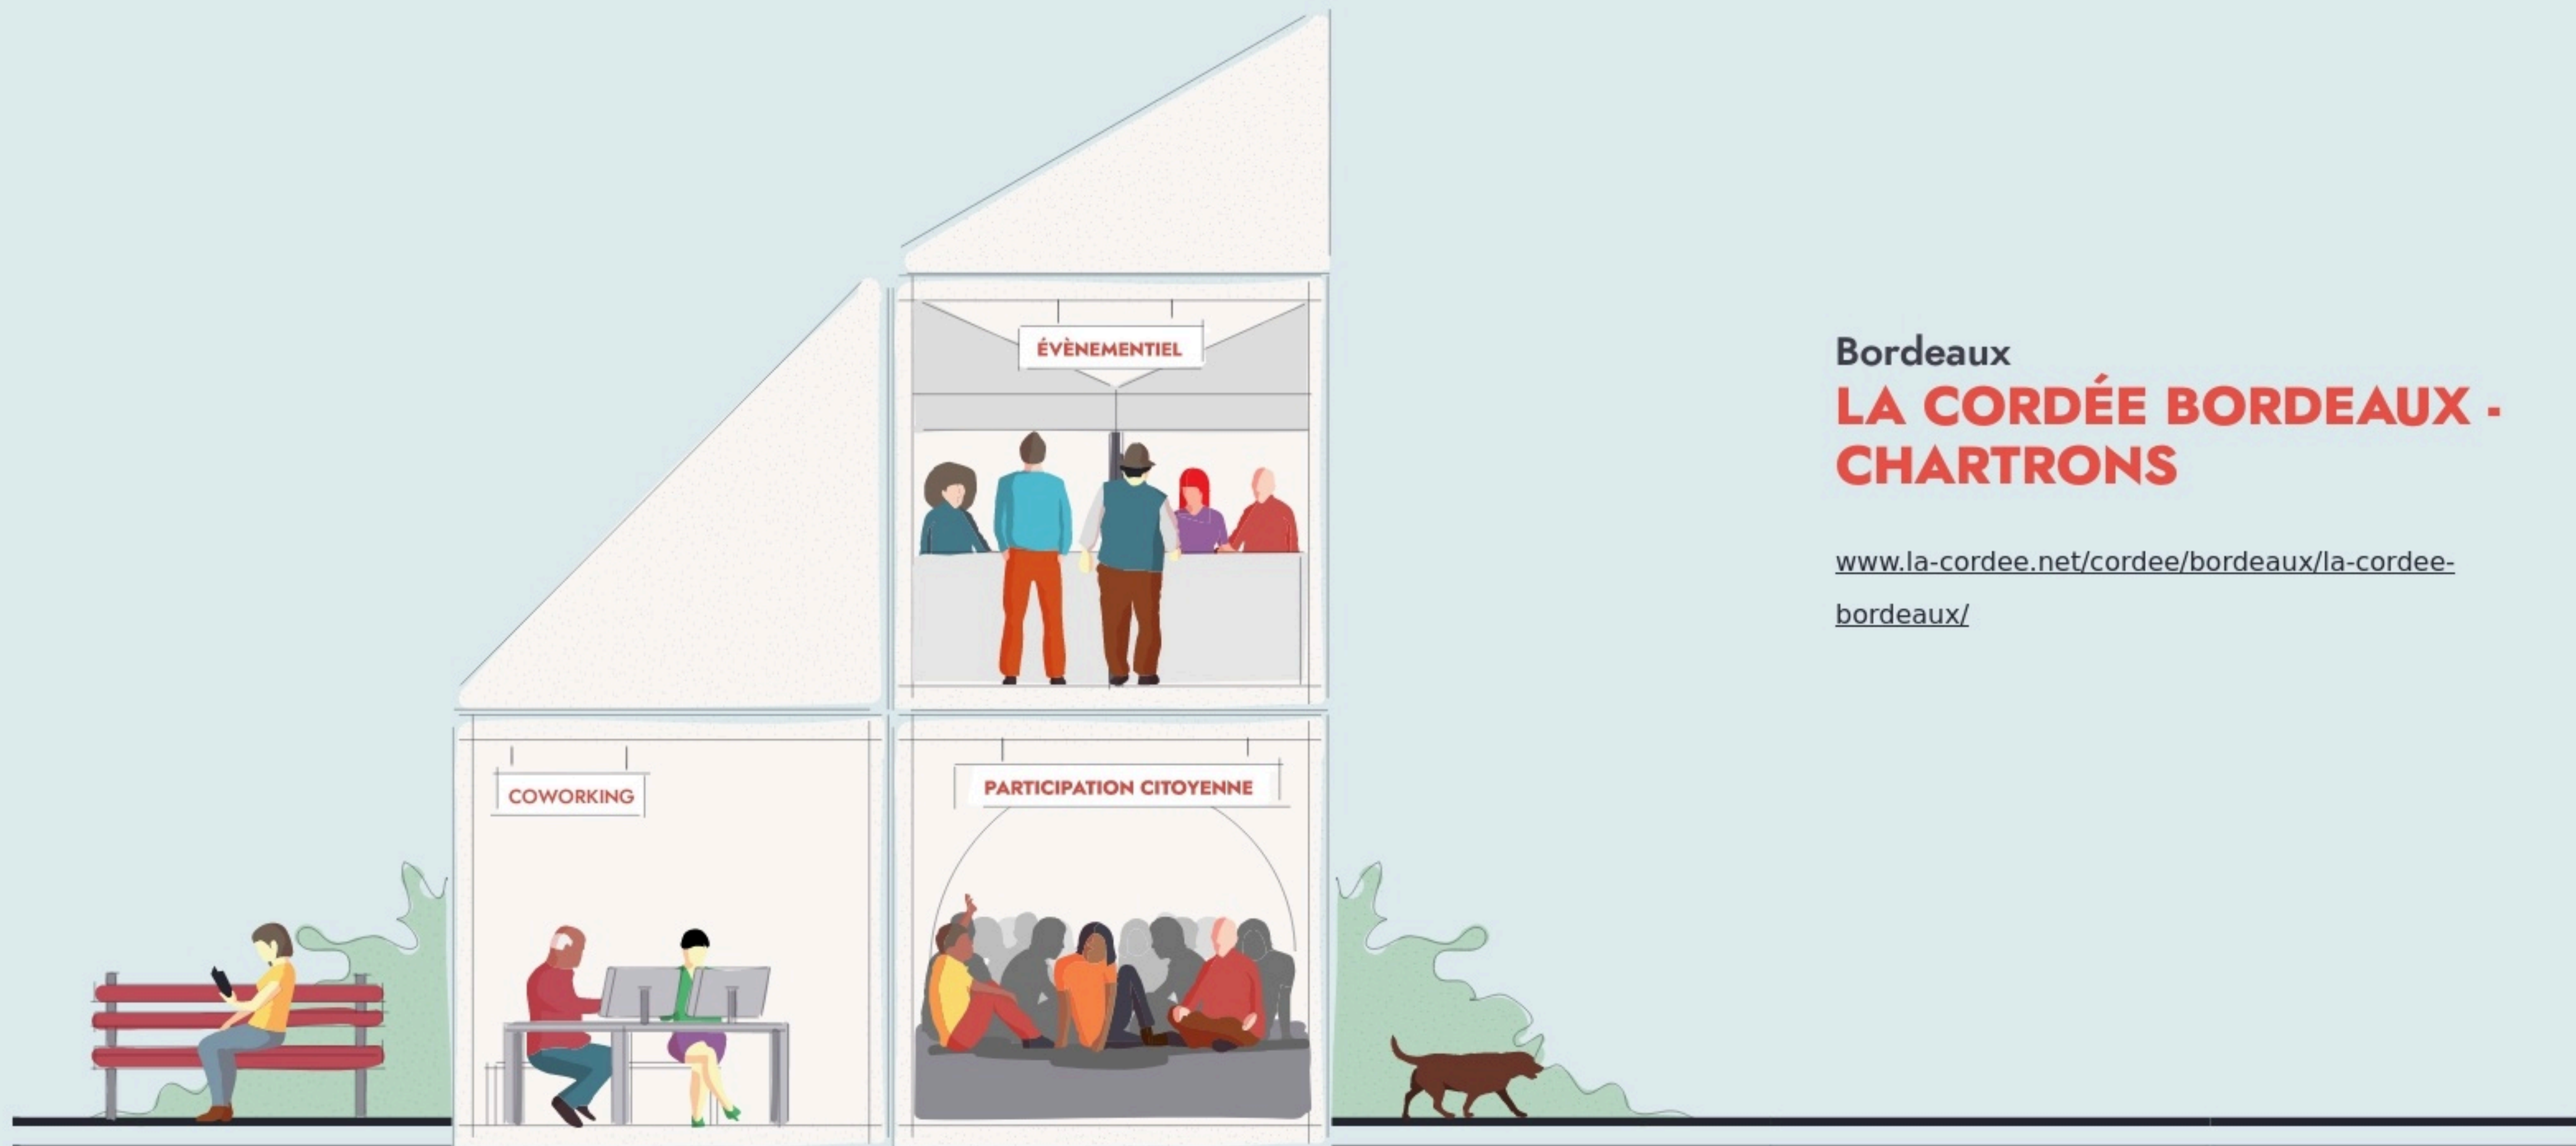 ÉVÈNEMENTIEL
COWORKING
PARTICIPATION CITOYENNE
Bordeaux
LA CORDÉE BORDEAUX -
CHARTRONS
www.la-cordee.net/cordee/bordeaux/la-cordee-
bordeaux/